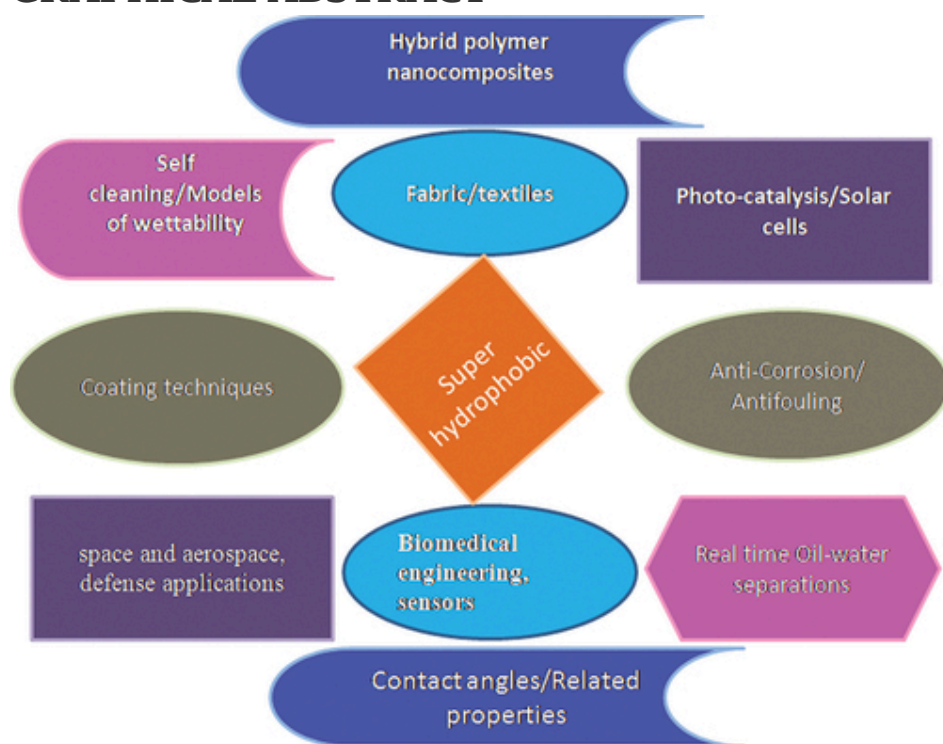 GRAPHICAL ABSTRACT
Hybrid polymer
nanocomposites
Self
cleaning/Models
of wettability
Fabric/textiles
Photo-catalysis/Solar
cells
Coating techniques
Super
hydrophobic
Anti-Corrosion/
Antifouling
space and aerospace,
defense applications
Biomedical
engineering,
sensors
Real time Oil-water
separations
Contact angles/Related
properties